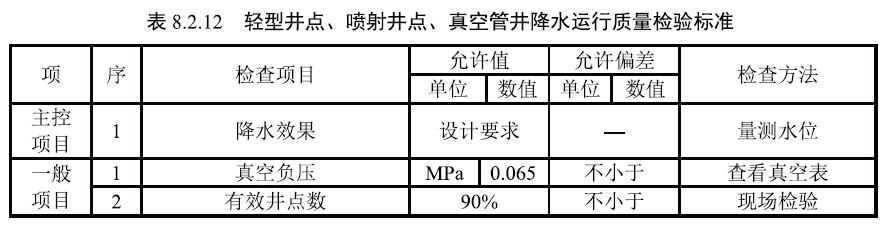 表 8.2.12 轻型井点、喷射井点、真空管井降水运行质量检验标准
项 序 检查项目 允许值 允许偏差 检查方法
单位 数值 单位 数值
主控项目 1 降水效果 设计要求 — 量测水位
一般项目 1 真空负压 MPa 0.065 不小于 查看真空表
2 有效井点数 90% 不小于 现场检验